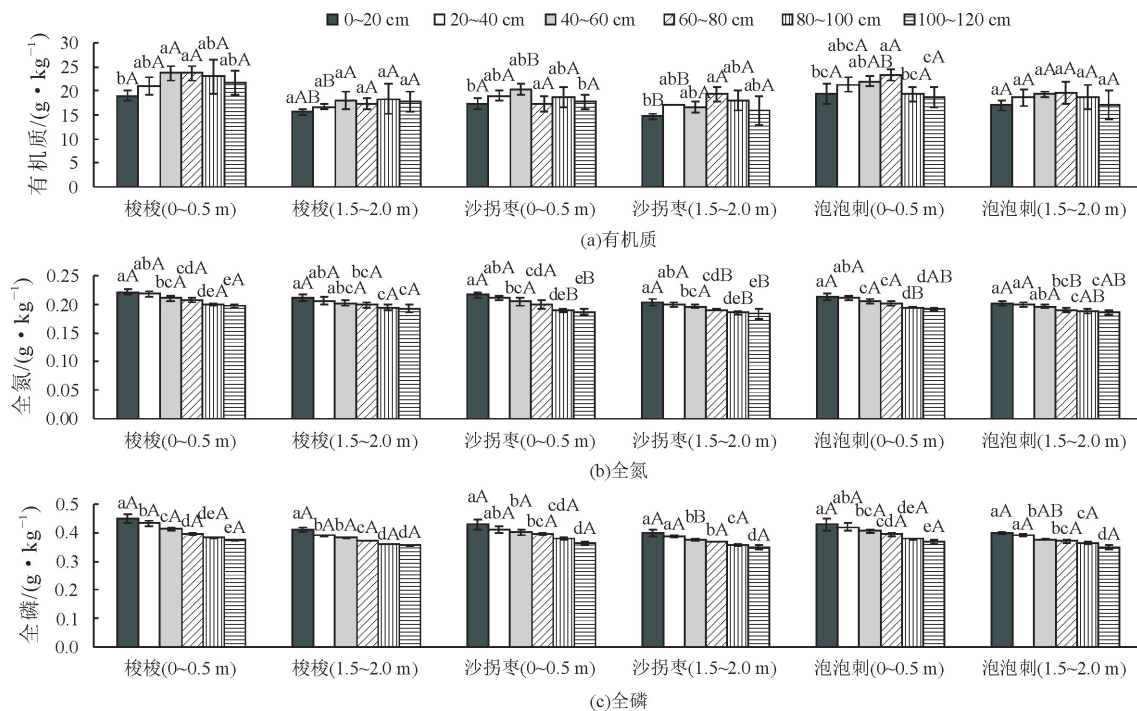 0~20 cm 20~40 cm 40~60 cm 60~80 cm 80~100 cm 100~120 cm
有机质/(g·kg⁻¹)
30
25
20
15
10
5
0
bA abA aA aA abA abA
aAB aB aA aA aA aA
bA abA abB aA abA bA
bB abB abA aA aA abA
bcA abcA abAB aA bcA cA
aA aA aA aA aA aA
梭梭(0~0.5 m) 梭梭(1.5~2.0 m) 沙拐枣(0~0.5 m) 沙拐枣(1.5~2.0 m) 泡泡刺(0~0.5 m) 泡泡刺(1.5~2.0 m)
(a)有机质
全氮/(g·kg⁻¹)
0.25
0.20
0.15
0.10
0.05
0.00
aA abA bcA cdA deA eA
aA abA abcA bcA cA cA
aA abA bcA cdA deB eB
aA abA bcA cdB deB eB
aA abA cA cA dB dAB
aA aA abA bcB cAB cAB
梭梭(0~0.5 m) 梭梭(1.5~2.0 m) 沙拐枣(0~0.5 m) 沙拐枣(1.5~2.0 m) 泡泡刺(0~0.5 m) 泡泡刺(1.5~2.0 m)
(b)全氮
全磷/(g·kg⁻¹)
0.5
0.4
0.3
0.2
0.1
0.0
aA bA cA dA deA eA
aA bA bA cA dA dA
aA abA bA bcA cdA dA
aA aA bB bA cA dA
aA abA bcA cdA deA eA
aA aA bAB bcA cA dA
梭梭(0~0.5 m) 梭梭(1.5~2.0 m) 沙拐枣(0~0.5 m) 沙拐枣(1.5~2.0 m) 泡泡刺(0~0.5 m) 泡泡刺(1.5~2.0 m)
(c)全磷